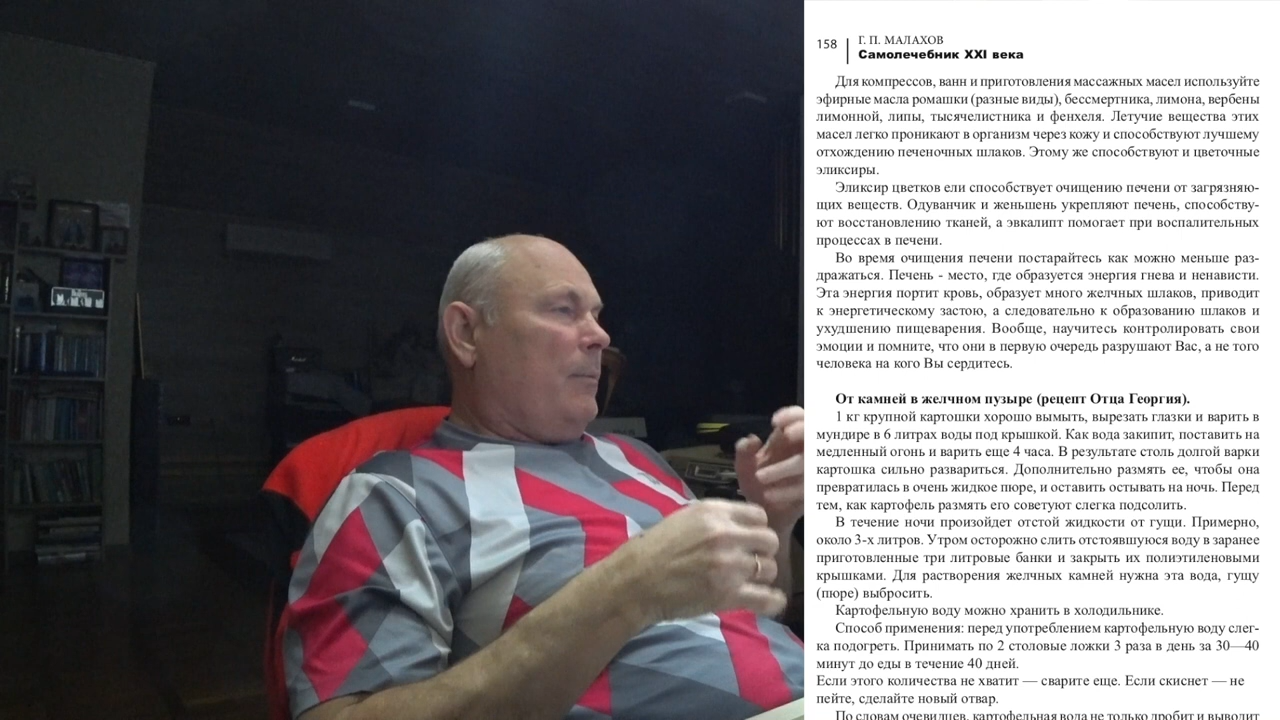 158
Г. П. МАЛАХОВ
Самолечебник XXI века
Для компрессов, ванн и приготовления массажных масел используйте
эфирные масла ромашки (разные виды), бессмертника, лимона, вербены
лимонной, липы, тысячелистника и фенхеля. Летучие вещества этих
масел легко проникают в организм через кожу и способствуют лучшему
отхождению печеночных шлаков. Этому же способствуют и цветочные
эликсиры.
Эликсир цветков ели способствует очищению печени от загрязняю-
щих веществ. Одуванчик и женьшень укрепляют печень, способству-
ют восстановлению тканей, а эвкалипт помогает при воспалительных
процессах в печени.
Во время очищения печени постарайтесь как можно меньше раз-
дражаться. Печень - место, где образуется энергия гнева и ненависти.
Эта энергия портит кровь, образует много желчных шлаков, приводит
к энергетическому застою, а следовательно к образованию шлаков и
ухудшению пищеварения. Вообще, научитесь контролировать свои
эмоции и помните, что они в первую очередь разрушают Вас, а не того
человека на кого Вы сердитесь.
От камней в желчном пузыре (рецепт Отца Георгия).
1 кг крупной картошки хорошо вымыть, вырезать глазки и варить в
мундире в 6 литрах воды под крышкой. Как вода закипит, поставить на
медленный огонь и варить еще 4 часа. В результате столь долгой варки
картошка сильно развариться. Дополнительно размять ее, чтобы она
превратилась в очень жидкое пюре, и оставить остывать на ночь. Перед
тем, как картофель размять его советуют слегка подсолить.
В течение ночи произойдет отстой жидкости от гущи. Примерно,
около 3-х литров. Утром осторожно слить отстоявшуюся воду в заранее
приготовленные три литровые банки и закрыть их полиэтиленовыми
крышками. Для растворения желчных камней нужна эта вода, гущу
(пюре) выбросить.
Картофельную воду можно хранить в холодильнике.
Способ применения: перед употреблением картофельную воду слег-
ка подогреть. Принимать по 2 столовые ложки 3 раза в день за 30—40
минут до еды в течение 40 дней.
Если этого количества не хватит — сварите еще. Если скиснет — не
пейте, сделайте новый отвар.
По словам очевидцев, картофельная вода не только дробит и выводит